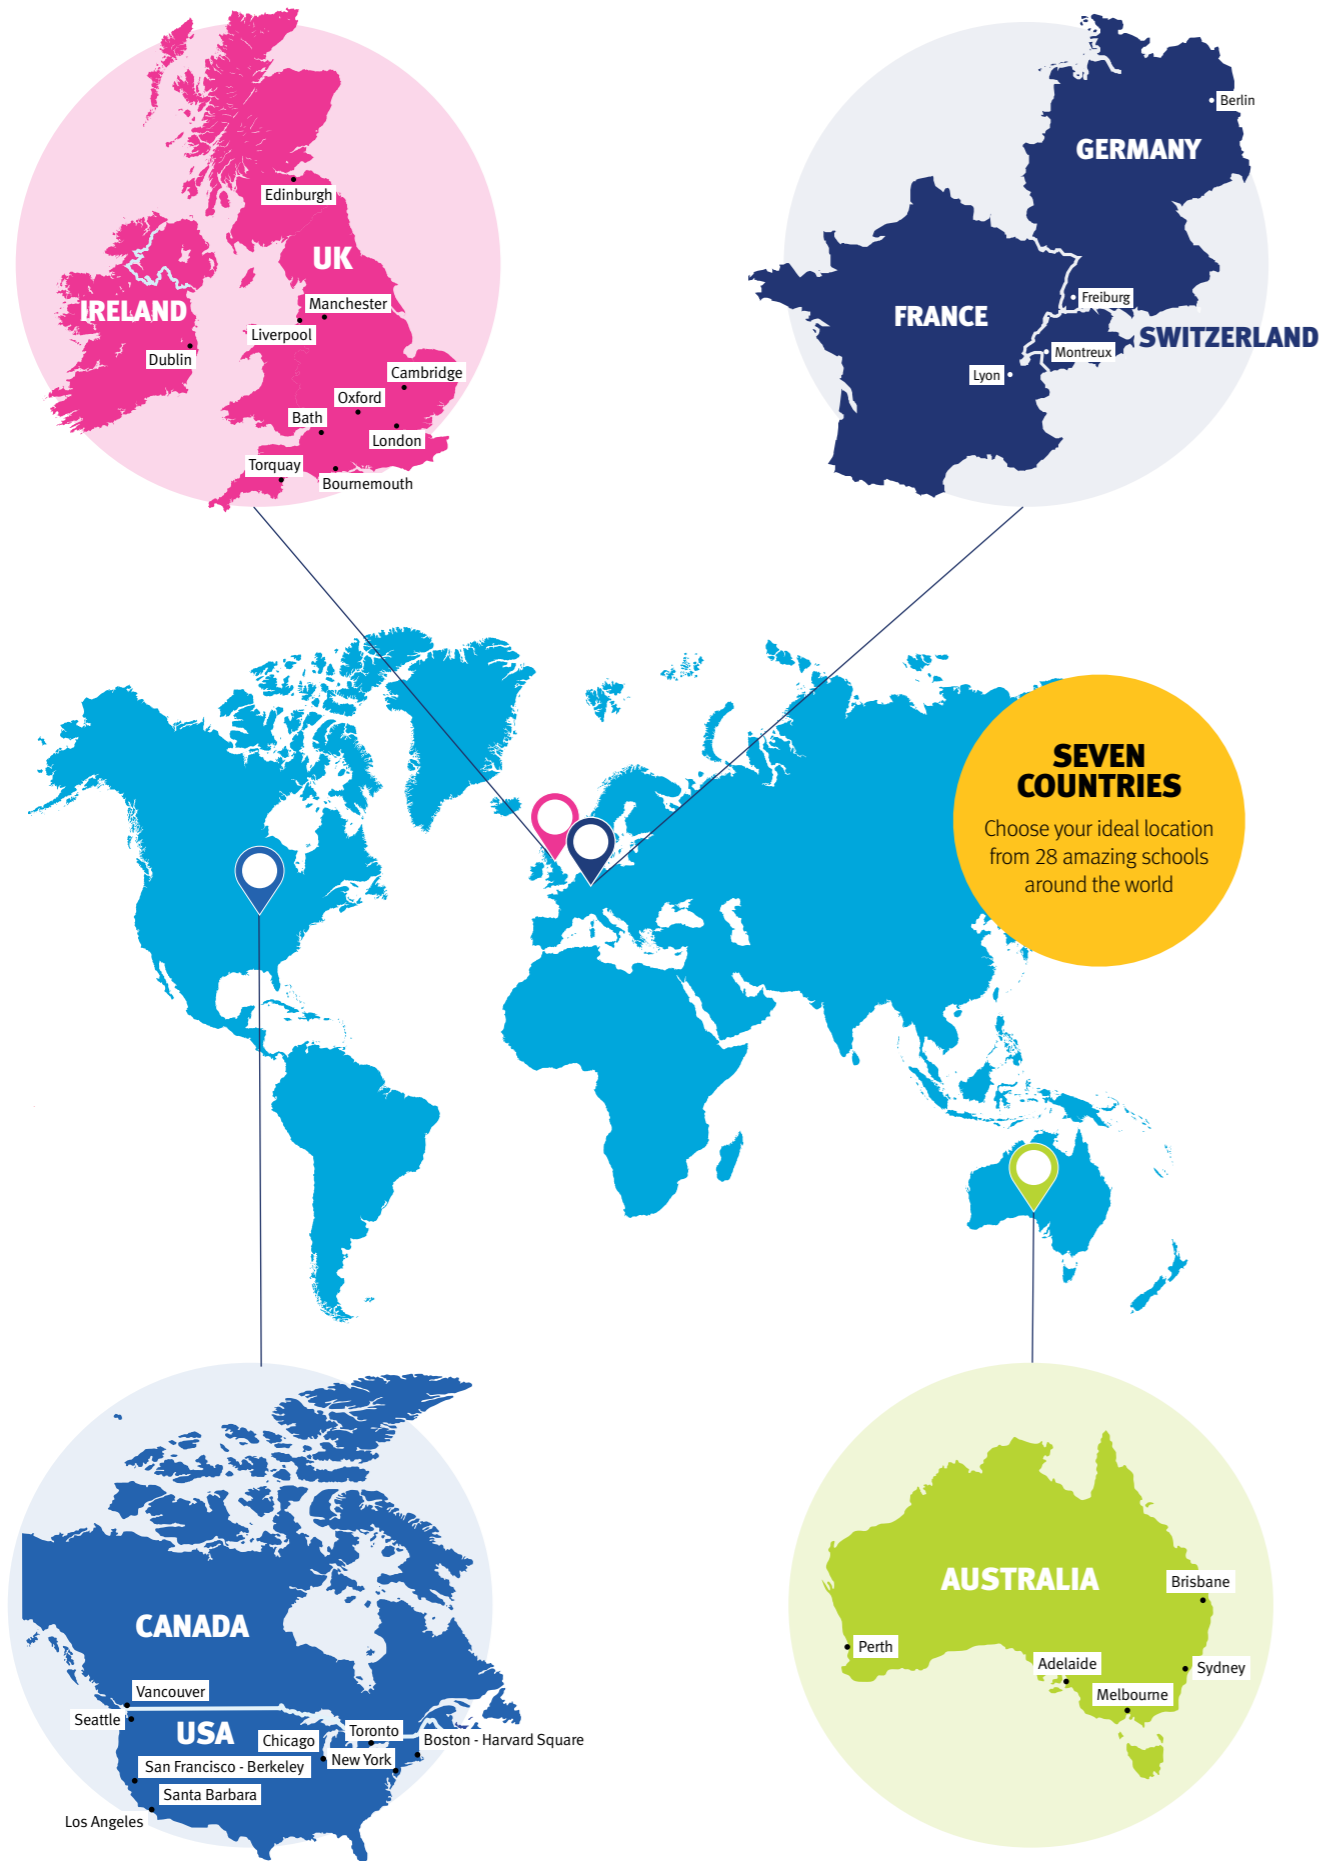 Edinburgh
UK
IRELAND
Manchester
Liverpool
Dublin
Cambridge
Oxford
Bath
London
Torquay
Bournemouth
Berlin
GERMANY
Freiburg
FRANCE
SWITZERLAND
Montreux
Lyon
SEVEN
COUNTRIES
Choose your ideal location
from 28 amazing schools
around the world
CANADA
Vancouver
Seattle
USA
Toronto
Chicago
Boston - Harvard Square
New York
San Francisco - Berkeley
Santa Barbara
Los Angeles
AUSTRALIA
Brisbane
Perth
Adelaide
Sydney
Melbourne